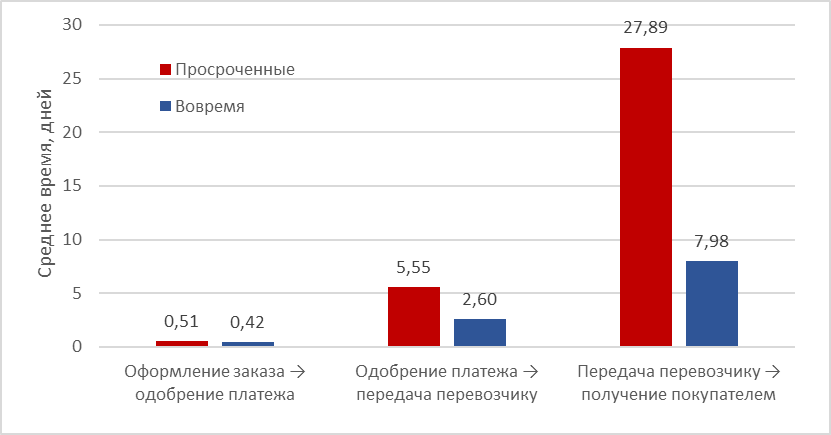 Среднее время, дней
30
25
20
15
10
5
0
Просроченные
Вовремя
0,51
0,42
5,55
2,60
27,89
7,98
Оформление заказа →
одобрение платежа
Одобрение платежа →
передача перевозчику
Передача перевозчику →
получение покупателем